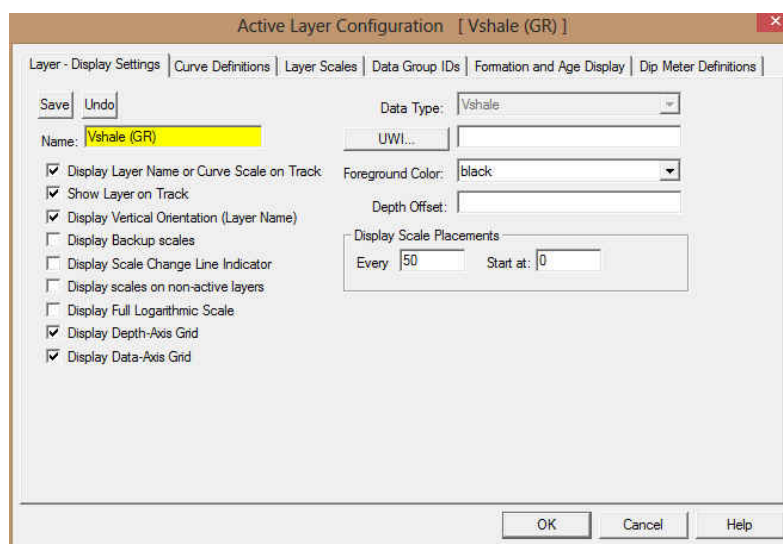 Active Layer Configuration [ Vshale (GR) ]
Layer - Display Settings Curve Definitions Layer Scales Data Group IDs Formation and Age Display Dip Meter Definitions
Save Undo
Name: Vshale (GR)
Display Layer Name or Curve Scale on Track
Show Layer on Track
Display Vertical Orientation (Layer Name)
Display Backup scales
Display Scale Change Line Indicator
Display scales on non-active layers
Display Full Logarithmic Scale
Display Depth-Axis Grid
Display Data-Axis Grid
Data Type: Vshale
UWI...
Foreground Color: black
Depth Offset:
Display Scale Placements
Every 50 Start at: 0
OK Cancel Help